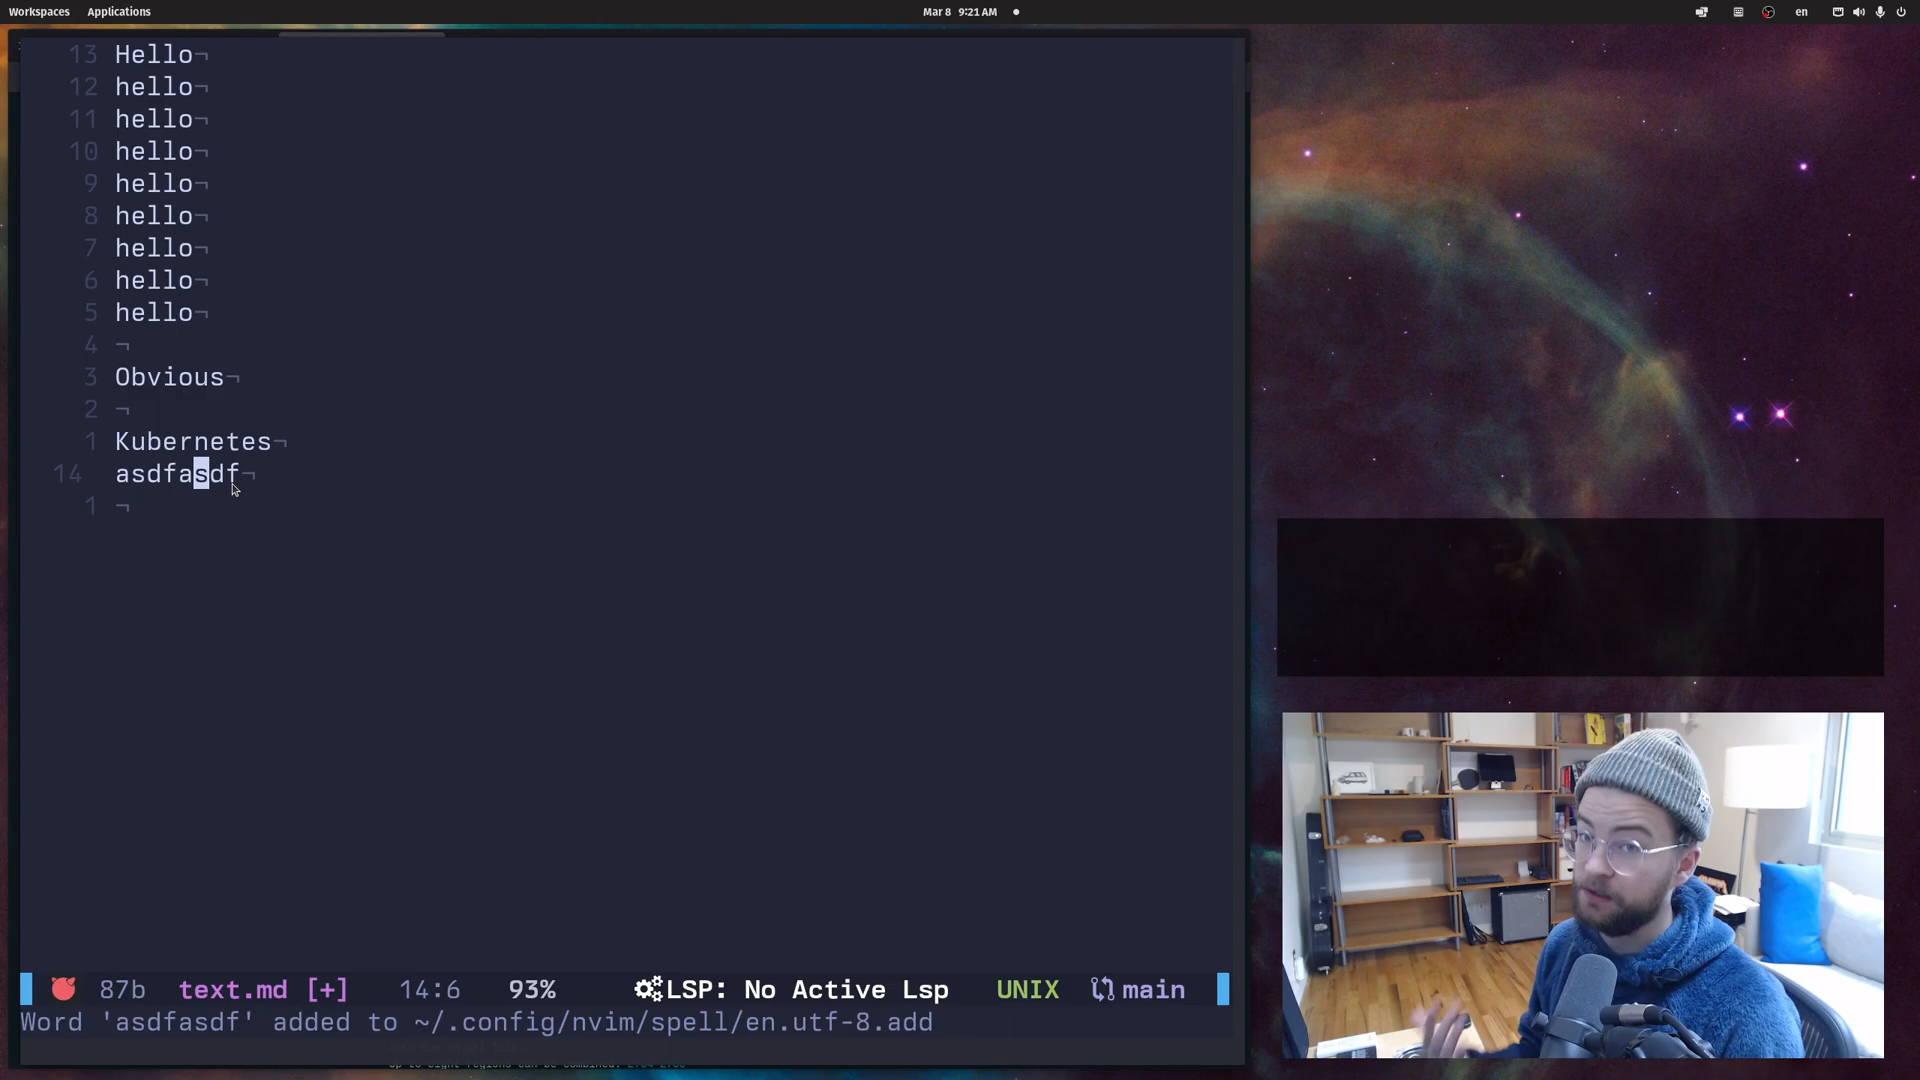 Workspaces Applications Mar 8 9:21 AM en
13 Hello¬
12 hello¬
11 hello¬
10 hello¬
9 hello¬
8 hello¬
7 hello¬
6 hello¬
5 hello¬
4 ¬
3 Obvious¬
2 ¬
1 Kubernetes¬
14 asdfasdf¬
1 ¬
87b text.md [+] 14:6 93% LSP: No Active Lsp UNIX main
Word 'asdfasdf' added to ~/.config/nvim/spell/en.utf-8.add